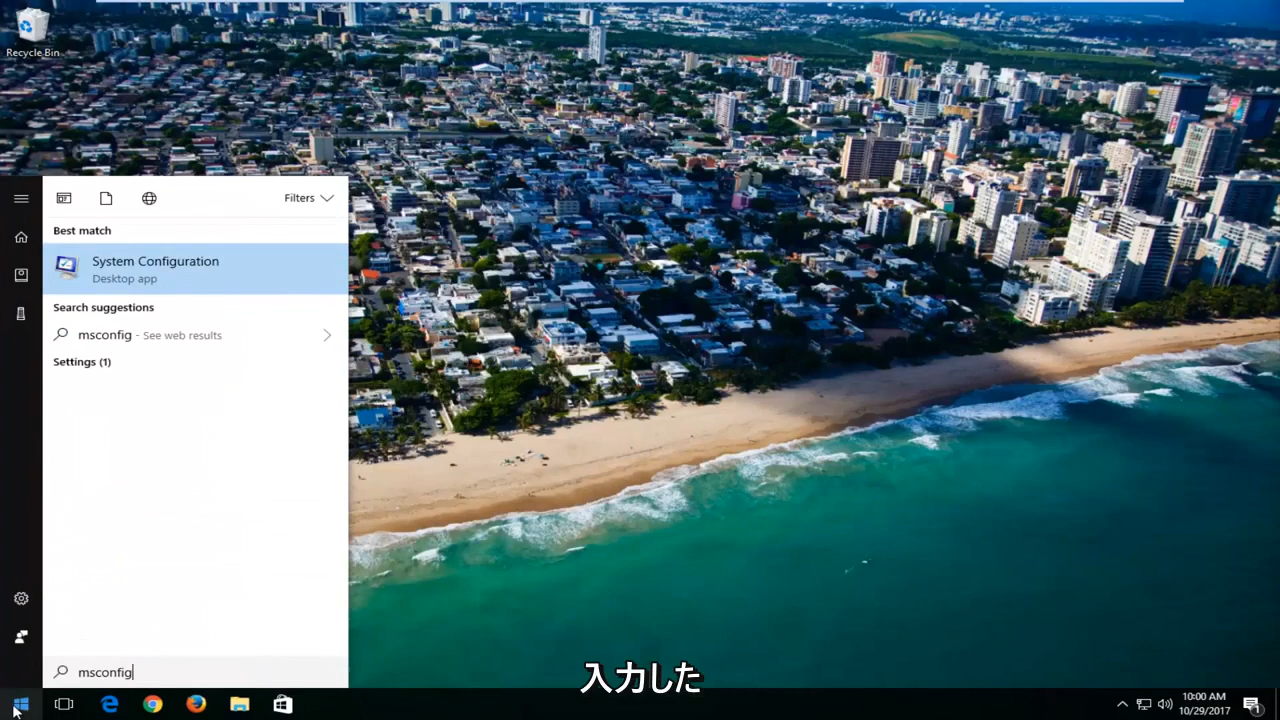 Recycle Bin
Filters
Best match
System Configuration
Desktop app
Search suggestions
msconfig - See web results
Settings (1)
msconfig
入力した
10:00 AM
10/29/2017
1